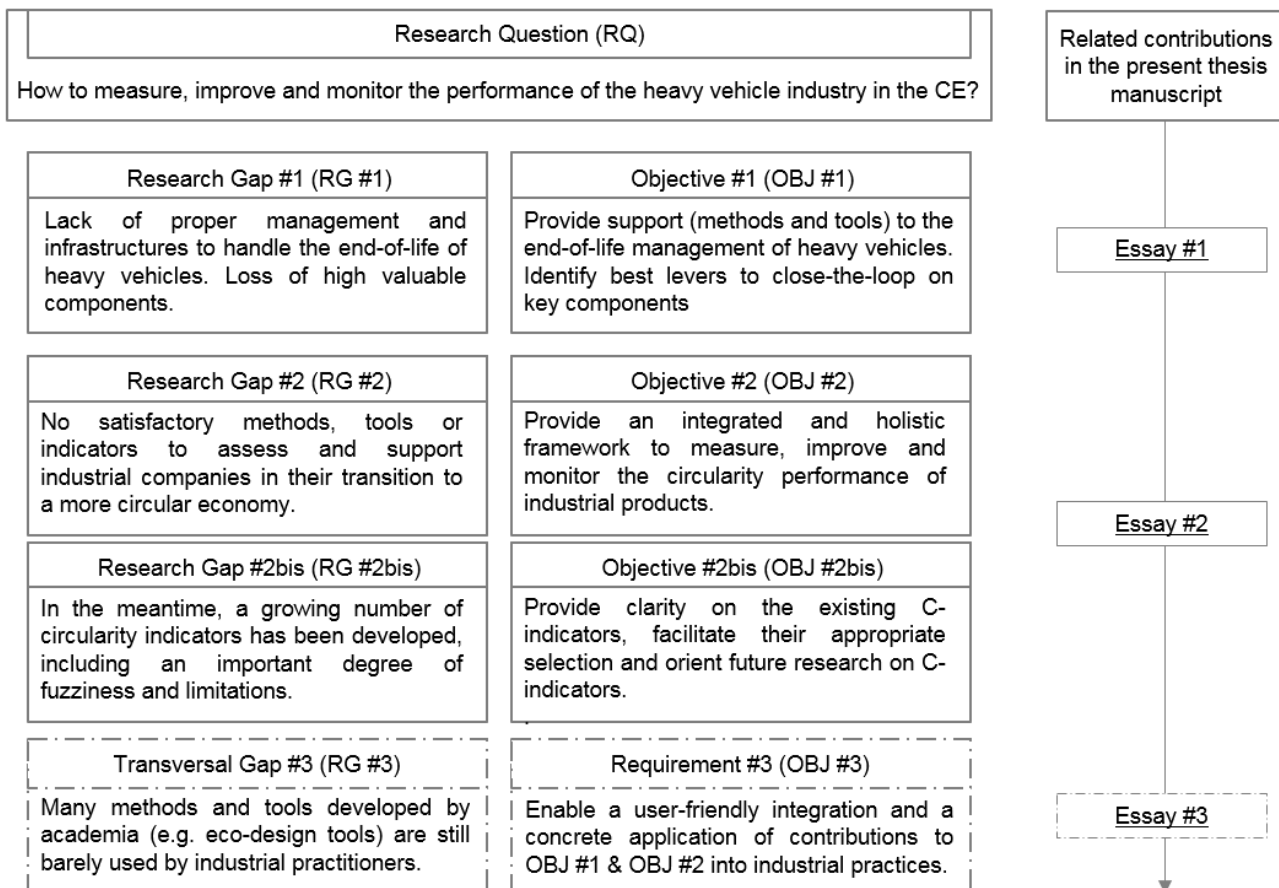 Research Question (RQ)
How to measure, improve and monitor the performance of the heavy vehicle industry in the CE?
Related contributions
in the present thesis
manuscript
Research Gap #1 (RG #1)
Lack of proper management and
infrastructures to handle the end-of-life of
heavy vehicles. Loss of high valuable
components.
Objective #1 (OBJ #1)
Provide support (methods and tools) to the
end-of-life management of heavy vehicles.
Identify best levers to close-the-loop on
key components
Essay #1
Research Gap #2 (RG #2)
No satisfactory methods, tools or
indicators to assess and support
industrial companies in their transition to
a more circular economy.
Objective #2 (OBJ #2)
Provide an integrated and holistic
framework to measure, improve and
monitor the circularity performance of
industrial products.
Essay #2
Research Gap #2bis (RG #2bis)
In the meantime, a growing number of
circularity indicators has been developed,
including an important degree of
fuzziness and limitations.
Objective #2bis (OBJ #2bis)
Provide clarity on the existing C-
indicators, facilitate their appropriate
selection and orient future research on C-
indicators.
Transversal Gap #3 (RG #3)
Many methods and tools developed by
academia (e.g. eco-design tools) are still
barely used by industrial practitioners.
Requirement #3 (OBJ #3)
Enable a user-friendly integration and a
concrete application of contributions to
OBJ #1 & OBJ #2 into industrial practices.
Essay #3